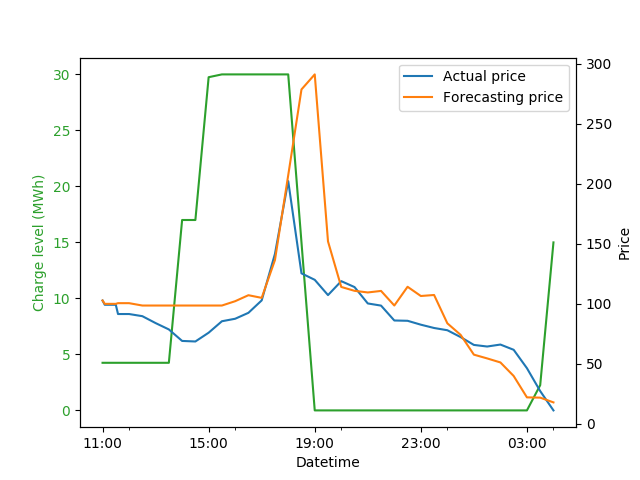 Actual price
Forecasting price
30
25
20
15
10
5
0
Charge level (MWh)
300
250
200
150
100
50
0
Price
11:00 15:00 19:00 23:00 03:00
Datetime